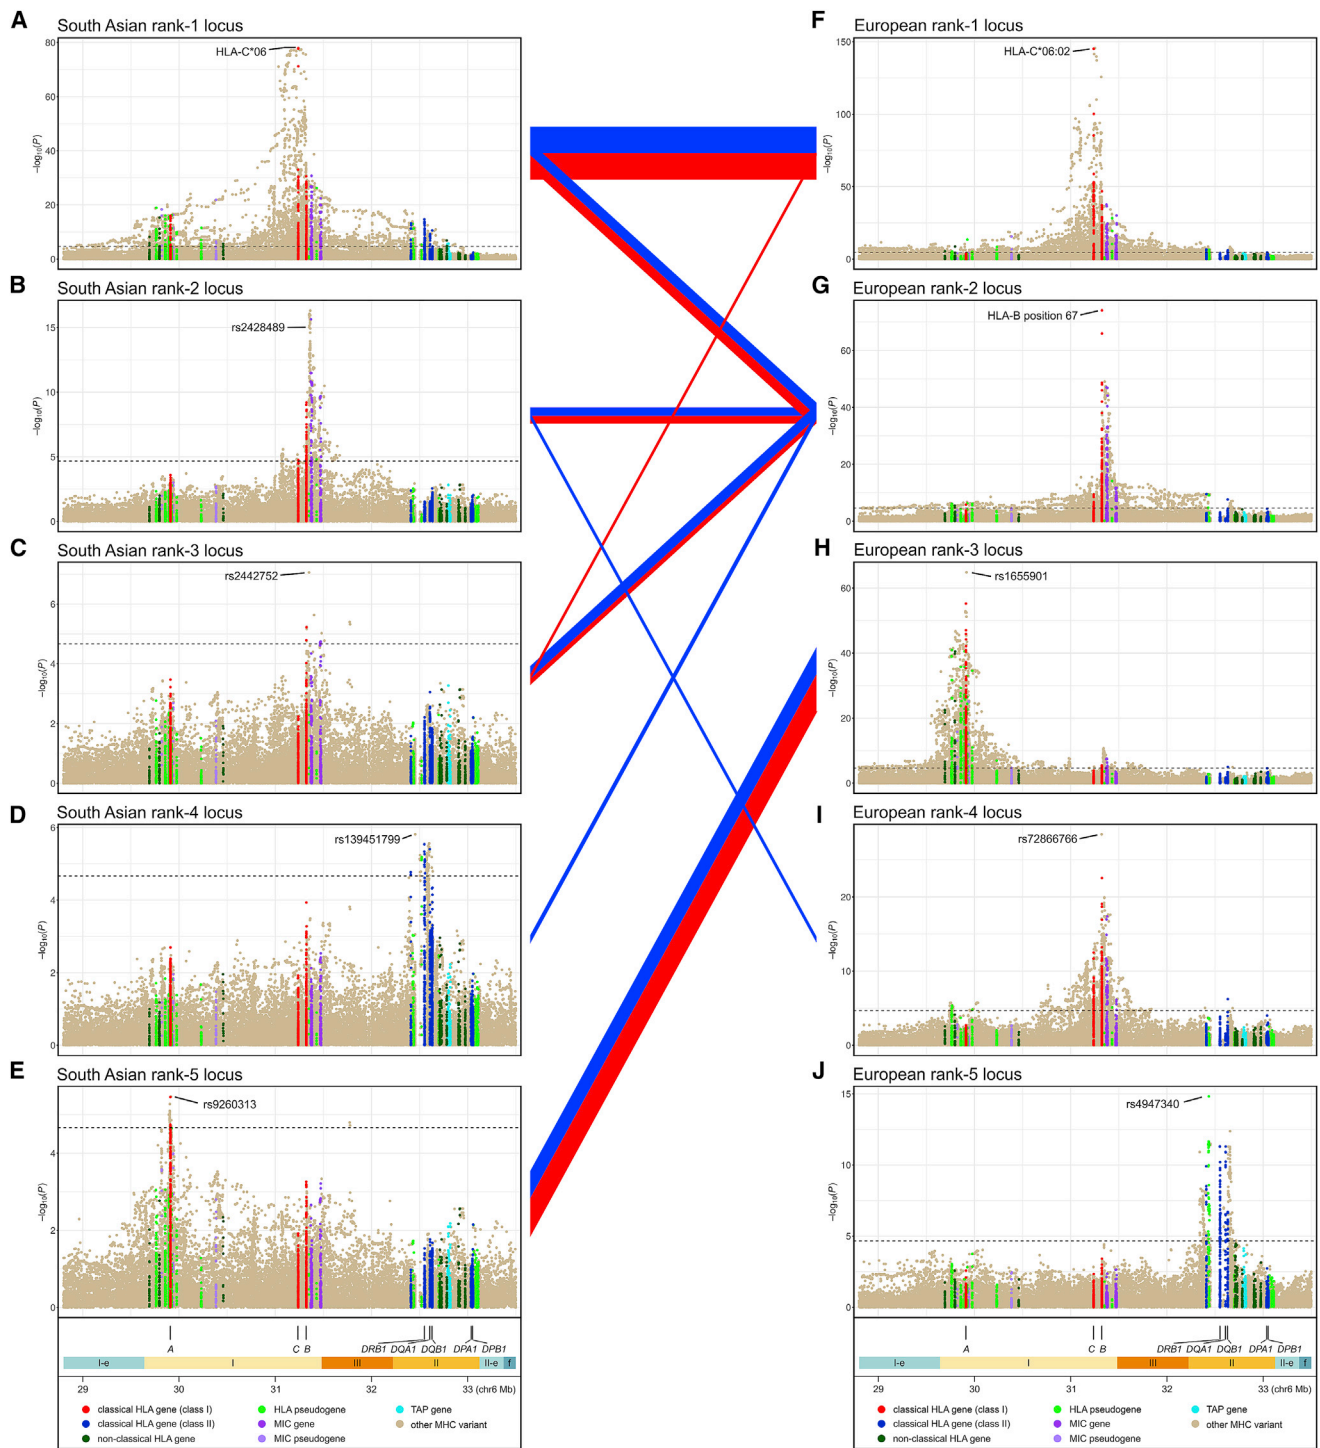 A South Asian rank-1 locus
80
60
40
20
0
−log₁₀(P)
HLA-C*06
B South Asian rank-2 locus
15
10
5
0
−log₁₀(P)
rs2428489
C South Asian rank-3 locus
6
4
2
0
−log₁₀(P)
rs2442752
D South Asian rank-4 locus
6
4
2
0
−log₁₀(P)
rs139451799
E South Asian rank-5 locus
4
2
0
−log₁₀(P)
rs9260313
A C B DRB1 DQA1 DQB1 DPA1 DPB1
I-e I III II II-e f
29 30 31 32 33 (chr6 Mb)
classical HLA gene (class I) HLA pseudogene TAP gene
classical HLA gene (class II) MIC gene other MHC variant
non-classical HLA gene MIC pseudogene
F European rank-1 locus
150
100
50
0
−log₁₀(P)
HLA-C*06:02
G European rank-2 locus
60
40
20
0
−log₁₀(P)
HLA-B position 67
H European rank-3 locus
60
40
20
0
−log₁₀(P)
rs1655901
I European rank-4 locus
20
10
0
−log₁₀(P)
rs72866766
J European rank-5 locus
15
10
5
0
−log₁₀(P)
rs4947340
A C B DRB1 DQA1 DQB1 DPA1 DPB1
I-e I III II II-e f
29 30 31 32 33 (chr6 Mb)
classical HLA gene (class I) HLA pseudogene TAP gene
classical HLA gene (class II) MIC gene other MHC variant
non-classical HLA gene MIC pseudogene